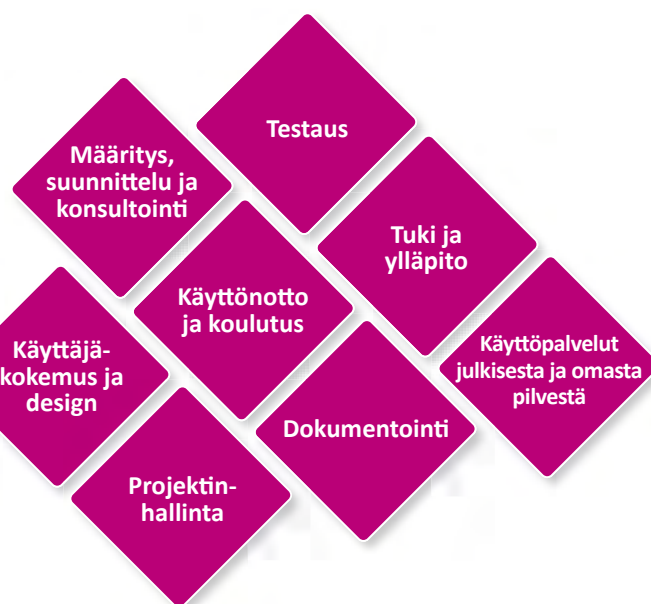 Testaus
Määritys,
suunnittelu ja
konsultointi
Tuki ja
ylläpito
Käyttönotto
ja koulutus
Käyttöpalvelut
julkisesta ja omasta
pilvestä
Käyttäjä-
kokemus ja
design
Dokumentointi
Projektin-
hallinta